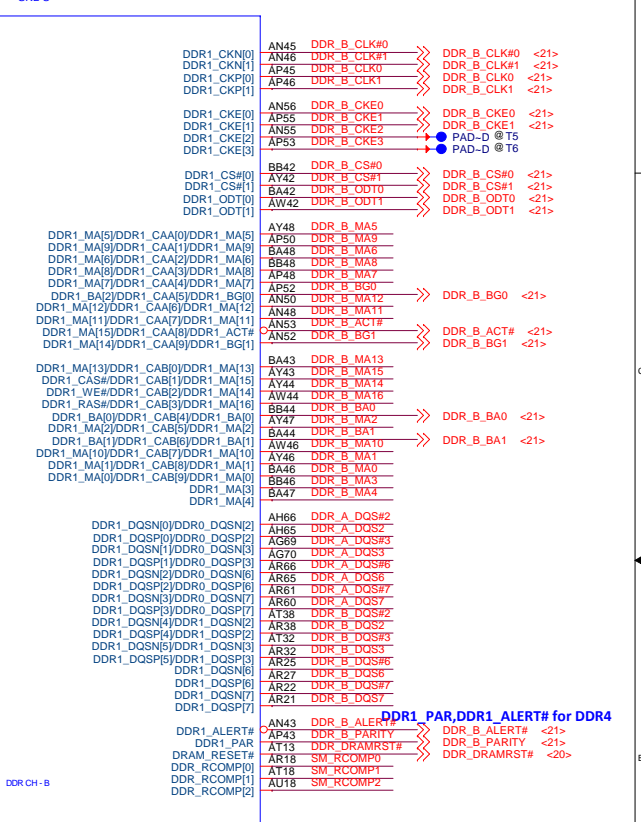 DDR1_CKN[0] AN45 DDR_B_CLK#0 DDR_B_CLK#0 <21>
DDR1_CKN[1] AN46 DDR_B_CLK#1 DDR_B_CLK#1 <21>
DDR1_CKP[0] AP45 DDR_B_CLK0 DDR_B_CLK0 <21>
DDR1_CKP[1] AP46 DDR_B_CLK1 DDR_B_CLK1 <21>
DDR1_CKE[0] AN56 DDR_B_CKE0 DDR_B_CKE0 <21>
DDR1_CKE[1] AP55 DDR_B_CKE1 DDR_B_CKE1 <21>
DDR1_CKE[2] AN55 DDR_B_CKE2 PAD~D @ T5
DDR1_CKE[3] AP53 DDR_B_CKE3 PAD~D @ T6
DDR1_CS#[0] BB42 DDR_B_CS#0 DDR_B_CS#0 <21>
DDR1_CS#[1] AY42 DDR_B_CS#1 DDR_B_CS#1 <21>
DDR1_ODT[0] BA42 DDR_B_ODT0 DDR_B_ODT0 <21>
DDR1_ODT[1] AW42 DDR_B_ODT1 DDR_B_ODT1 <21>
DDR1_MA[5]/DDR1_CAA[0]/DDR1_MA[5] AY48 DDR_B_MA5
DDR1_MA[9]/DDR1_CAA[1]/DDR1_MA[9] AP50 DDR_B_MA9
DDR1_MA[6]/DDR1_CAA[2]/DDR1_MA[6] BA48 DDR_B_MA6
DDR1_MA[8]/DDR1_CAA[3]/DDR1_MA[8] BB48 DDR_B_MA8
DDR1_MA[7]/DDR1_CAA[4]/DDR1_MA[7] AP48 DDR_B_MA7
DDR1_BA[2]/DDR1_CAA[5]/DDR1_BG[0] AP52 DDR_B_BG0 DDR_B_BG0 <21>
DDR1_MA[12]/DDR1_CAA[6]/DDR1_MA[12] AN50 DDR_B_MA12
DDR1_MA[11]/DDR1_CAA[7]/DDR1_MA[11] AN48 DDR_B_MA11
DDR1_MA[15]/DDR1_CAA[8]/DDR1_ACT# AN53 DDR_B_ACT# DDR_B_ACT# <21>
DDR1_MA[14]/DDR1_CAA[9]/DDR1_BG[1] AN52 DDR_B_BG1 DDR_B_BG1 <21>
DDR1_MA[13]/DDR1_CAB[0]/DDR1_MA[13] BA43 DDR_B_MA13
DDR1_CAS#/DDR1_CAB[1]/DDR1_MA[15] AY43 DDR_B_MA15
DDR1_WE#/DDR1_CAB[2]/DDR1_MA[14] AY44 DDR_B_MA14
DDR1_RAS#/DDR1_CAB[3]/DDR1_MA[16] AW44 DDR_B_MA16
DDR1_BA[0]/DDR1_CAB[4]/DDR1_BA[0] BB44 DDR_B_BA0 DDR_B_BA0 <21>
DDR1_MA[2]/DDR1_CAB[5]/DDR1_MA[2] AY47 DDR_B_MA2
DDR1_BA[1]/DDR1_CAB[6]/DDR1_BA[1] BA44 DDR_B_BA1 DDR_B_BA1 <21>
DDR1_MA[10]/DDR1_CAB[7]/DDR1_MA[10] AW46 DDR_B_MA10
DDR1_MA[1]/DDR1_CAB[8]/DDR1_MA[1] AY46 DDR_B_MA1
DDR1_MA[0]/DDR1_CAB[9]/DDR1_MA[0] BA46 DDR_B_MA0
DDR1_MA[3] BB46 DDR_B_MA3
DDR1_MA[4] BA47 DDR_B_MA4
DDR1_DQSN[0]/DDR0_DQSN[2] AH66 DDR_A_DQS#2
DDR1_DQSP[0]/DDR0_DQSP[2] AH65 DDR_A_DQS2
DDR1_DQSN[1]/DDR0_DQSN[3] AG69 DDR_A_DQS#3
DDR1_DQSP[1]/DDR0_DQSP[3] AG70 DDR_A_DQS3
DDR1_DQSN[2]/DDR0_DQSN[6] AR66 DDR_A_DQS#6
DDR1_DQSP[2]/DDR0_DQSP[6] AR65 DDR_A_DQS6
DDR1_DQSN[3]/DDR0_DQSN[7] AR61 DDR_A_DQS#7
DDR1_DQSP[3]/DDR0_DQSP[7] AR60 DDR_A_DQS7
DDR1_DQSN[4]/DDR1_DQSN[2] AT38 DDR_B_DQS#2
DDR1_DQSP[4]/DDR1_DQSP[2] AR38 DDR_B_DQS2
DDR1_DQSN[5]/DDR1_DQSN[3] AT32 DDR_B_DQS#3
DDR1_DQSP[5]/DDR1_DQSP[3] AR32 DDR_B_DQS3
DDR1_DQSN[6] AR25 DDR_B_DQS#6
DDR1_DQSP[6] AR27 DDR_B_DQS6
DDR1_DQSN[7] AR22 DDR_B_DQS#7
DDR1_DQSP[7] AR21 DDR_B_DQS7
DDR1_PAR,DDR1_ALERT# for DDR4
DDR1_ALERT# AN43 DDR_B_ALERT# DDR_B_ALERT# <21>
DDR1_PAR AP43 DDR_B_PARITY DDR_B_PARITY <21>
DRAM_RESET# AT13 DDR_DRAMRST# DDR_DRAMRST# <20>
DDR_RCOMP[0] AR18 SM_RCOMP0
DDR_RCOMP[1] AT18 SM_RCOMP1
DDR_RCOMP[2] AU18 SM_RCOMP2
DDR CH - B